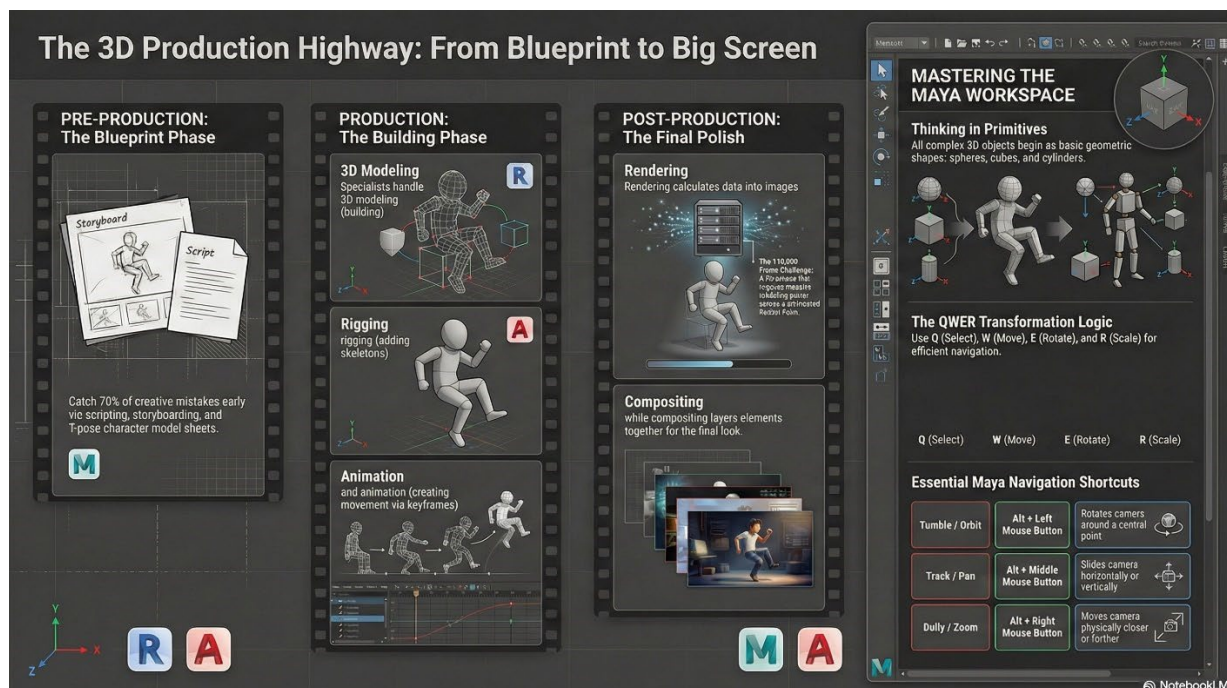 The 3D Production Highway: From Blueprint to Big Screen
PRE-PRODUCTION:
The Blueprint Phase
Storyboard
Script
Catch 70% of creative mistakes early
vic scripting, storyboarding, and
T-pose character model sheets.
M
PRODUCTION:
The Building Phase
3D Modeling
Specialists handle
3D modeling
(building)
R
Rigging
rigging (adding
skeletons)
A
Animation
and animation (creating
movement via keyframes)
POST-PRODUCTION:
The Final Polish
Rendering
Rendering calculates data into images
The 110,000
Frame Challenge:
A
that
across a
Compositing
while compositing layers elements
together for the final look.
Y
X
Z
R
A
M
A
Search
MASTERING THE
MAYA WORKSPACE
Y
Z
X
Thinking in Primitives
All complex 3D objects begin as basic geometric
shapes: spheres, cubes, and cylinders.
The QWER Transformation Logic
Use Q (Select), W (Move), E (Rotate), and R (Scale) for
efficient navigation.
Q (Select) W (Move) E (Rotate) R (Scale)
Essential Maya Navigation Shortcuts
Tumble / Orbit
Alt + Left
Mouse Button
Rotates camera
around a central
point
Track / Pan
Alt + Middle
Mouse Button
Slides camera
horizontally or
vertically
Dully / Zoom
Alt + Right
Mouse Button
Moves camera
physically closer
or forther
M
NotebookLM